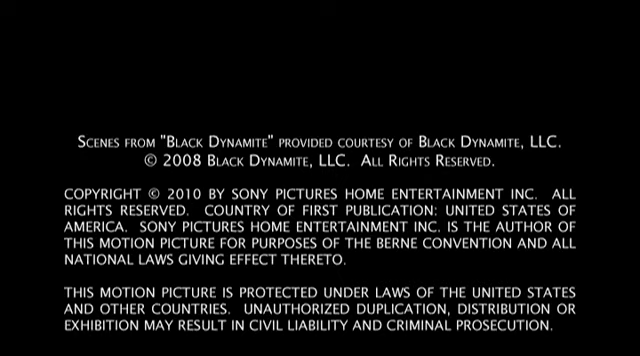 Scenes from "Black Dynamite" provided courtesy of Black Dynamite, LLC.
© 2008 Black Dynamite, LLC. All Rights Reserved.
COPYRIGHT © 2010 BY SONY PICTURES HOME ENTERTAINMENT INC. ALL
RIGHTS RESERVED. COUNTRY OF FIRST PUBLICATION: UNITED STATES OF
AMERICA. SONY PICTURES HOME ENTERTAINMENT INC. IS THE AUTHOR OF
THIS MOTION PICTURE FOR PURPOSES OF THE BERNE CONVENTION AND ALL
NATIONAL LAWS GIVING EFFECT THERETO.
THIS MOTION PICTURE IS PROTECTED UNDER LAWS OF THE UNITED STATES
AND OTHER COUNTRIES. UNAUTHORIZED DUPLICATION, DISTRIBUTION OR
EXHIBITION MAY RESULT IN CIVIL LIABILITY AND CRIMINAL PROSECUTION.